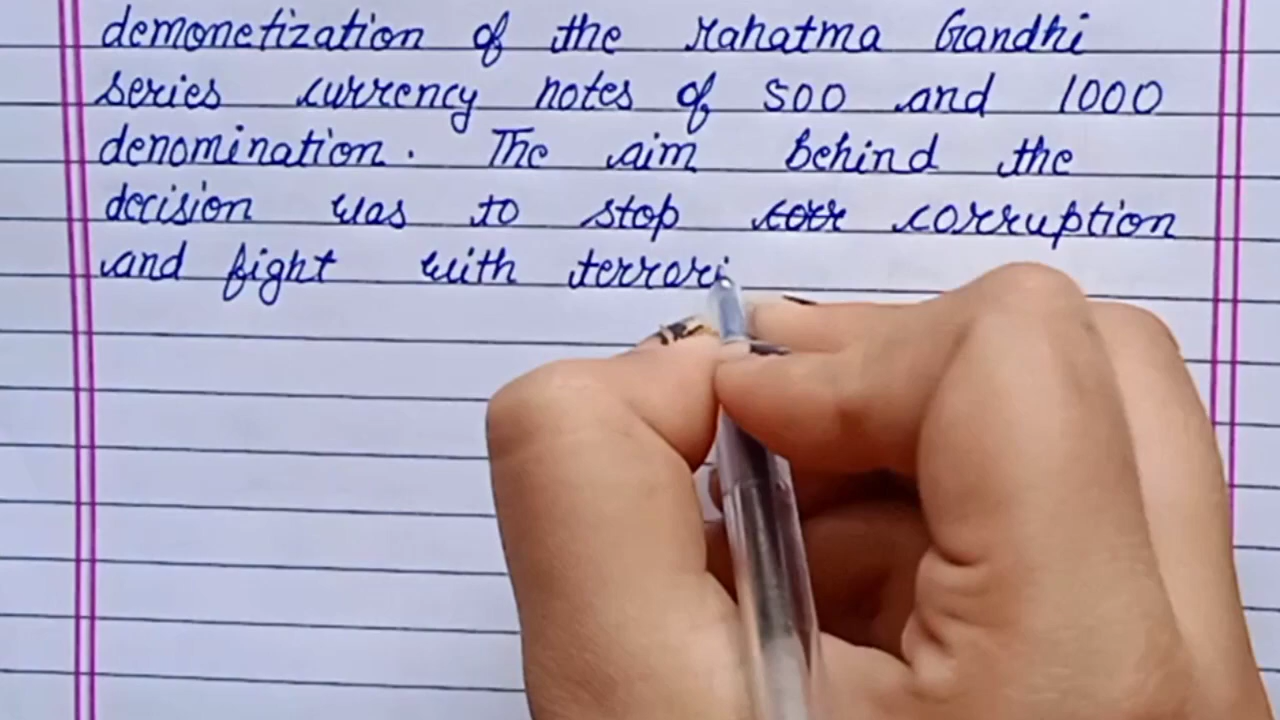 demonetization of the Mahatma Gandhi
series currency notes of 500 and 1000
denomination. The aim behind the
decision was to stop corr corruption
and fight with terrori